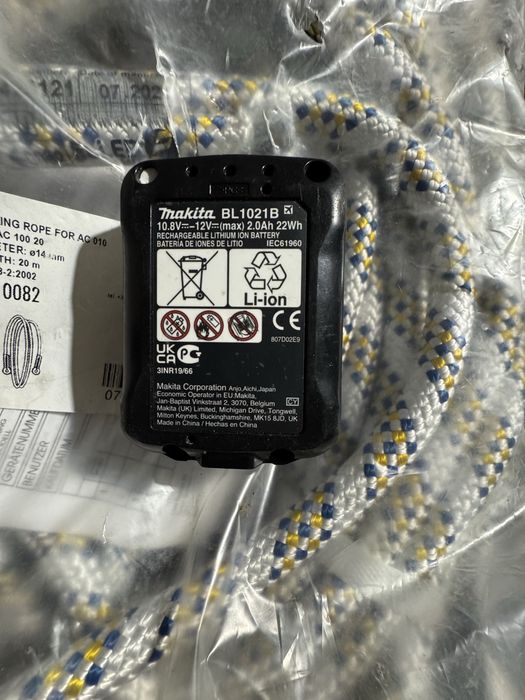 121 07 202
ING ROPE FOR AC 010
AC 100 20
TH: 20 m
3-2:2002
0082
07
GERÄTENUMME
BENUTZER
makita BL1021B
10.8V⎓-12V⎓(max) 2.0Ah 22Wh
RECHARGEABLE LITHIUM ION BATTERY IEC61960
BATERÍA DE IONES DE LITIO
Li-ion
CE
807D02E9
UK
CA
3INR19/66
Makita Corporation Anjo,Aichi,Japan
Economic Operator in EU:Makita,
Jan-Baptist Vinkstraat 2, 3070, Belgium CY
Makita (UK) Limited, Michigan Drive, Tongwell,
Milton Keynes, Buckinghamshire, MK15 8JD, UK
Made in China / Hechas en China